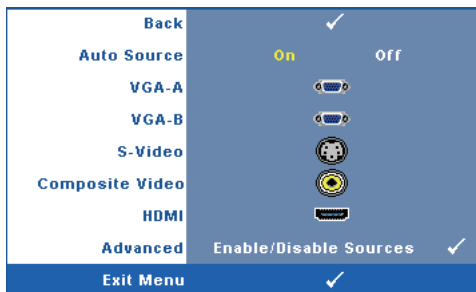 Back
Auto Source On Off
VGA-A
VGA-B
S-Video
Composite Video
HDMI
Advanced Enable/Disable Sources
Exit Menu